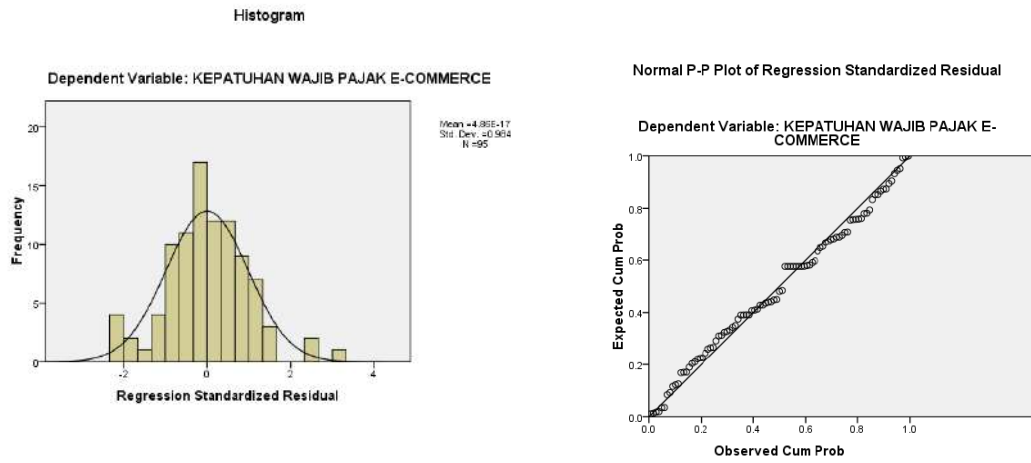 Histogram
Dependent Variable: KEPATUHAN WAJIB PAJAK E-COMMERCE
Mean =4.86E-17
Std. Dev. =0.984
N =95
20
15
10
5
0
Frequency
-2
0
2
4
Regression Standardized Residual
Normal P-P Plot of Regression Standardized Residual
Dependent Variable: KEPATUHAN WAJIB PAJAK E-
COMMERCE
1.0
0.8
0.6
0.4
0.2
0.0
Expected Cum Prob
0.0
0.2
0.4
0.6
0.8
1.0
Observed Cum Prob